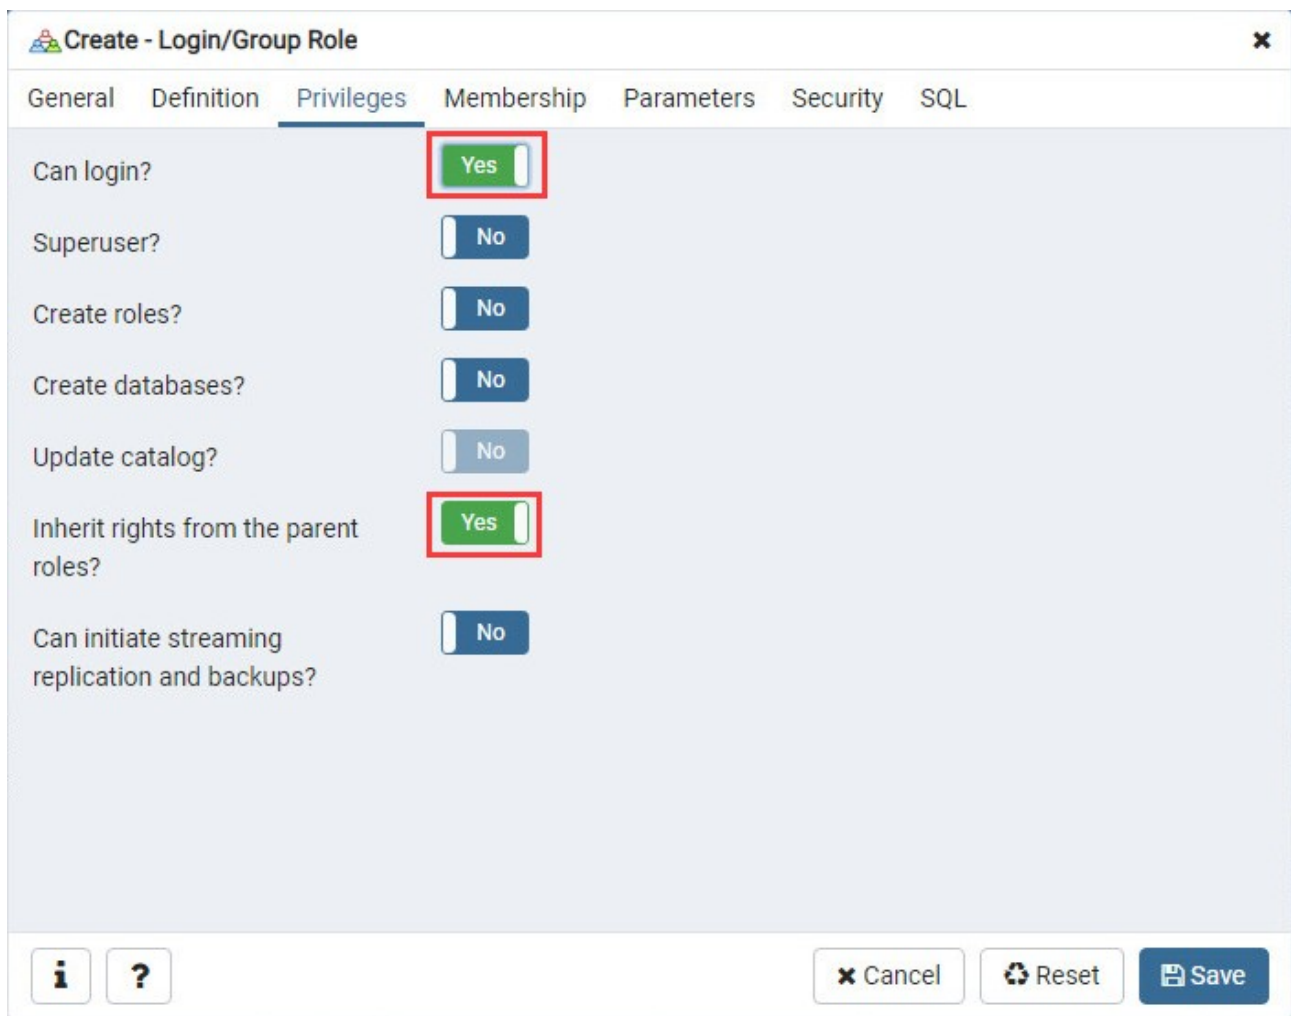 Create - Login/Group Role
General Definition Privileges Membership Parameters Security SQL
Can login? Yes
Superuser? No
Create roles? No
Create databases? No
Update catalog? No
Inherit rights from the parent Yes
roles?
Can initiate streaming No
replication and backups?
i ? Cancel Reset Save